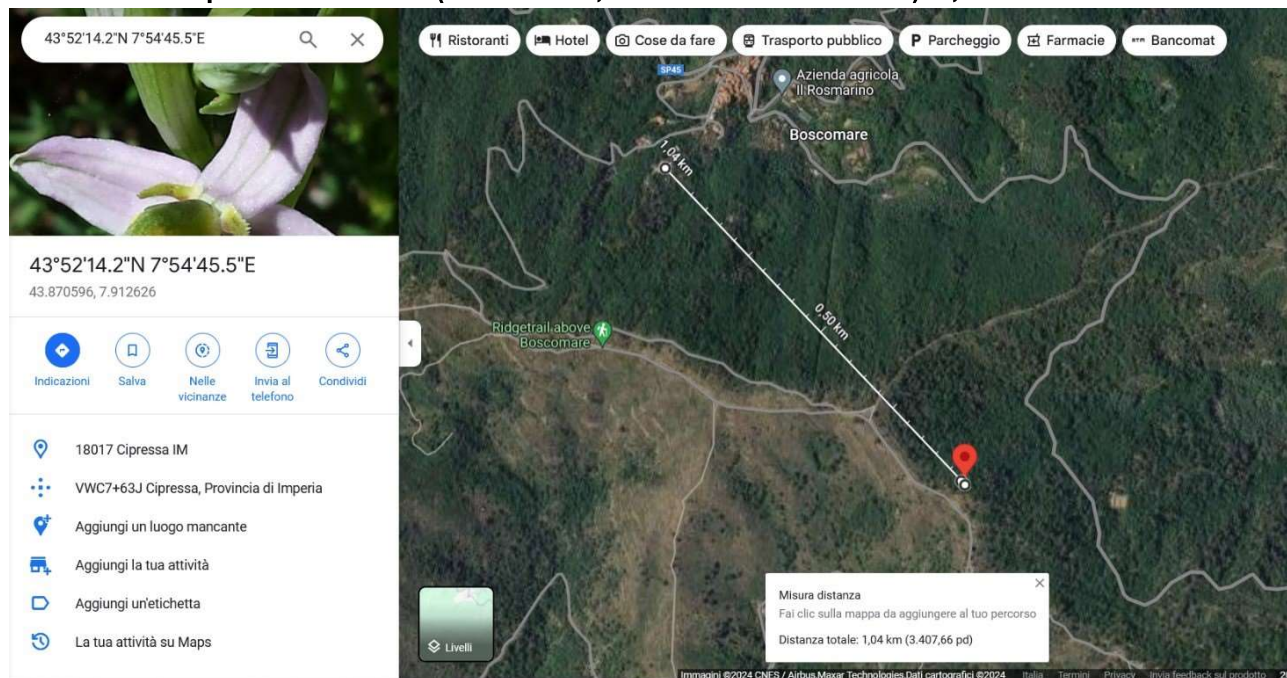 43°52'14.2"N 7°54'45.5"E
Ristoranti
Hotel
Cose da fare
Trasporto pubblico
P Parcheggio
Farmacie
ATM Bancomat
SP45
Azienda agricola
Il Rosmarino
Boscomare
1,04 km
0,50 km
Ridgetrail above
Boscomare
43°52'14.2"N 7°54'45.5"E
43.870596, 7.912626
Indicazioni
Salva
Nelle
vicinanze
Invia al
telefono
Condividi
18017 Cipressa IM
VWC7+63J Cipressa, Provincia di Imperia
Aggiungi un luogo mancante
Aggiungi la tua attività
Aggiungi un'etichetta
La tua attività su Maps
Livelli
Misura distanza
Fai clic sulla mappa da aggiungere al tuo percorso
Distanza totale: 1,04 km (3.407,66 pd)
Immagini ©2024 CNES / Airbus,Maxar Technologies,Dati cartografici ©2024 Italia Termini Privacy Invia feedback sul prodotto